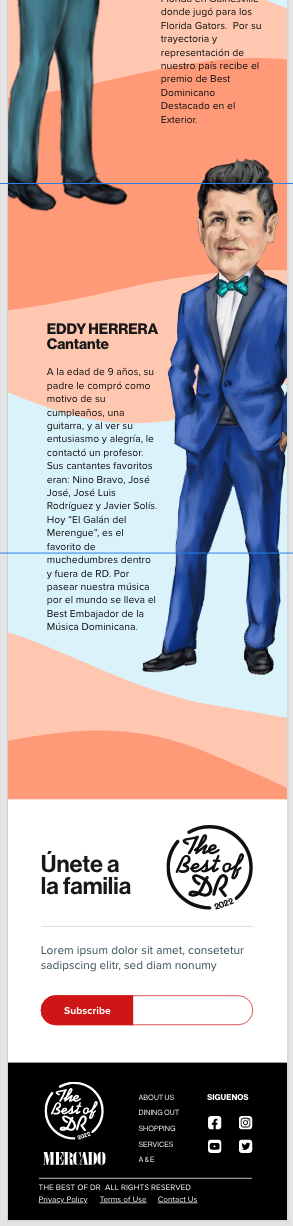 Florida en Gainesville
donde jugó para los
Florida Gators. Por su
trayectoria y
representación de
nuestro país recibe el
premio de Best
Dominicano
Destacado en el
Exterior.
EDDY HERRERA
Cantante
A la edad de 9 años, su
padre le compró como
motivo de su
cumpleaños, una
guitarra, y al ver su
entusiasmo y alegría, le
contactó un profesor.
Sus cantantes favoritos
eran: Nino Bravo, José
José, José Luis
Rodríguez y Javier Solís.
Hoy “El Galán del
Merengue”, es el
favorito de
muchedumbres dentro
y fuera de RD. Por
pasear nuestra música
por el mundo se lleva el
Best Embajador de la
Música Dominicana.
Únete a
la familia
The
Best of
DR
2022
Lorem ipsum dolor sit amet, consetetur
sadipscing elitr, sed diam nonumy
Subscribe
The
Best of
DR
2022
MERCADO
ABOUT US
DINING OUT
SHOPPING
SERVICES
A & E
SIGUENOS
THE BEST OF DR ALL RIGHTS RESERVED
Privacy Policy Terms of Use Contact Us